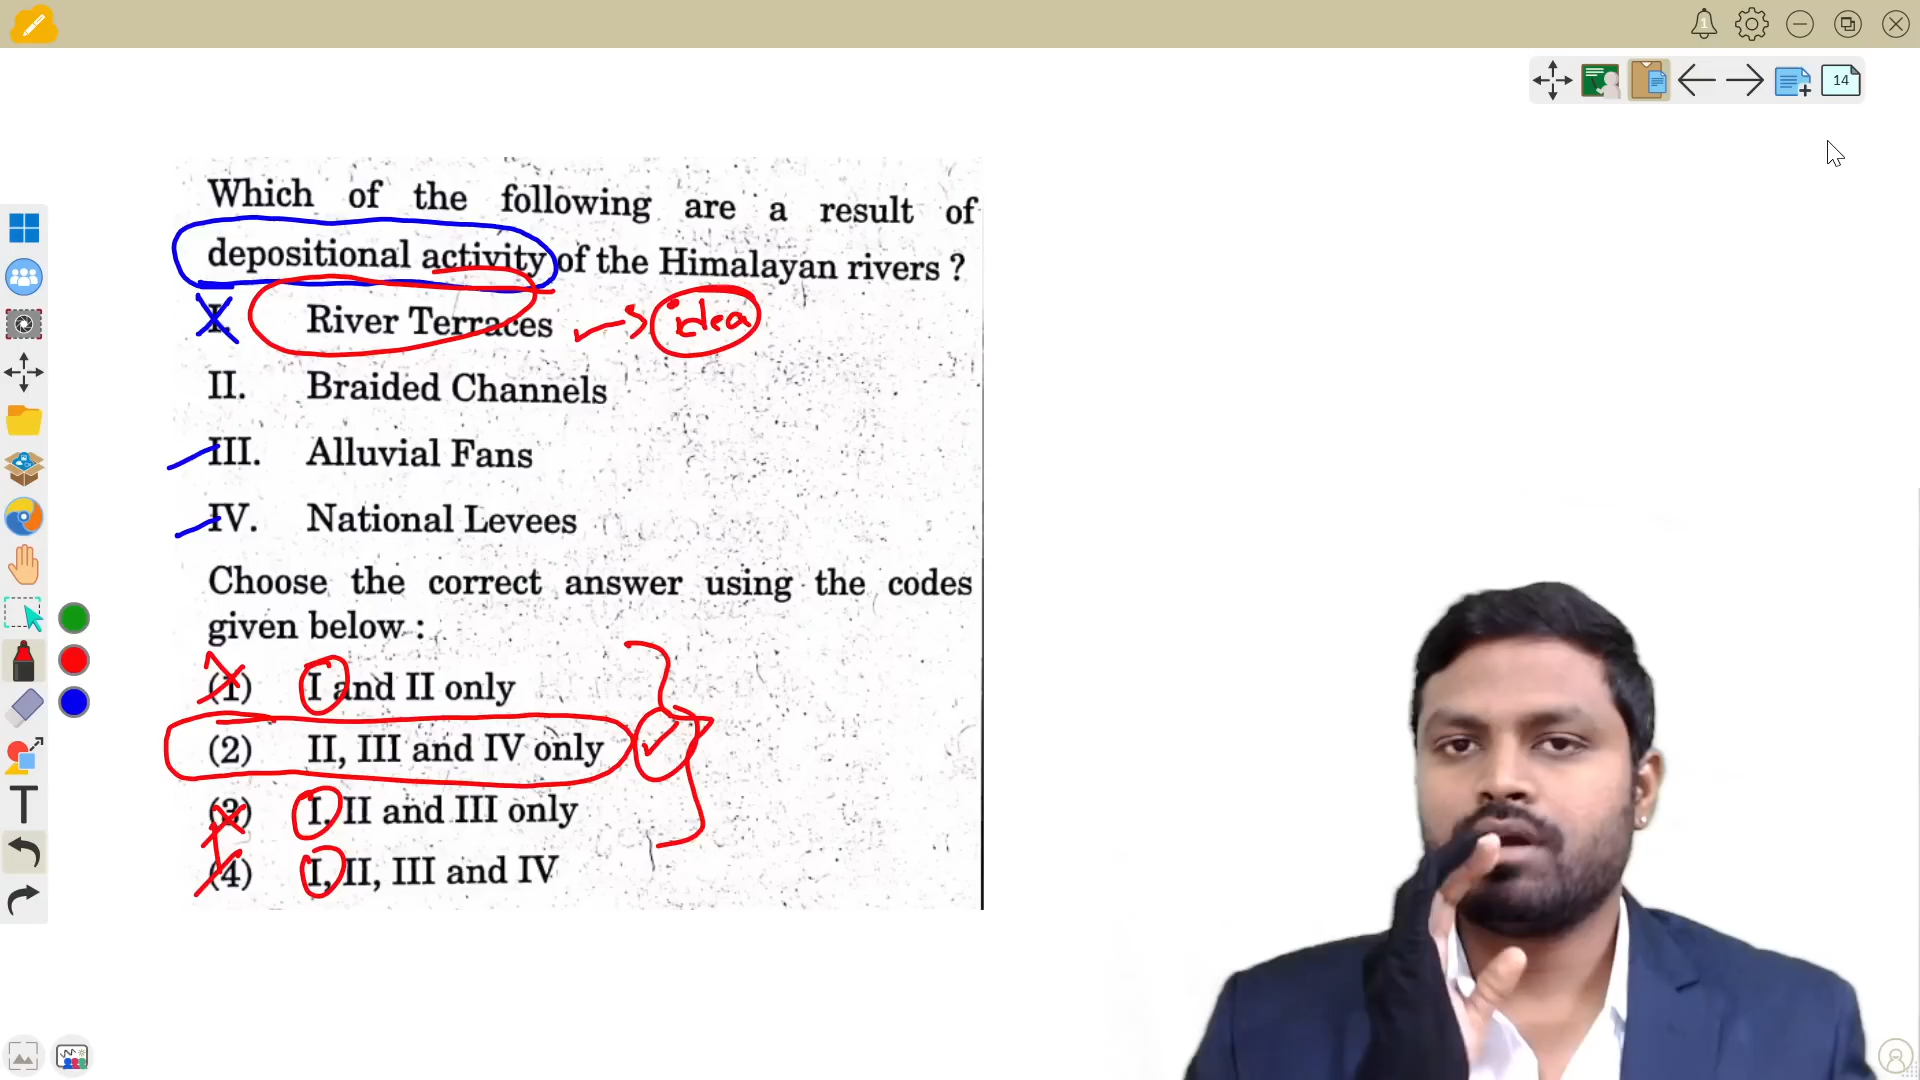 14
Which of the following are a result of
depositional activity of the Himalayan rivers ?
I. River Terraces idea
II. Braided Channels
III. Alluvial Fans
IV. National Levees
Choose the correct answer using the codes
given below :
(1) I and II only
(2) II, III and IV only
(3) I, II and III only
(4) I, II, III and IV